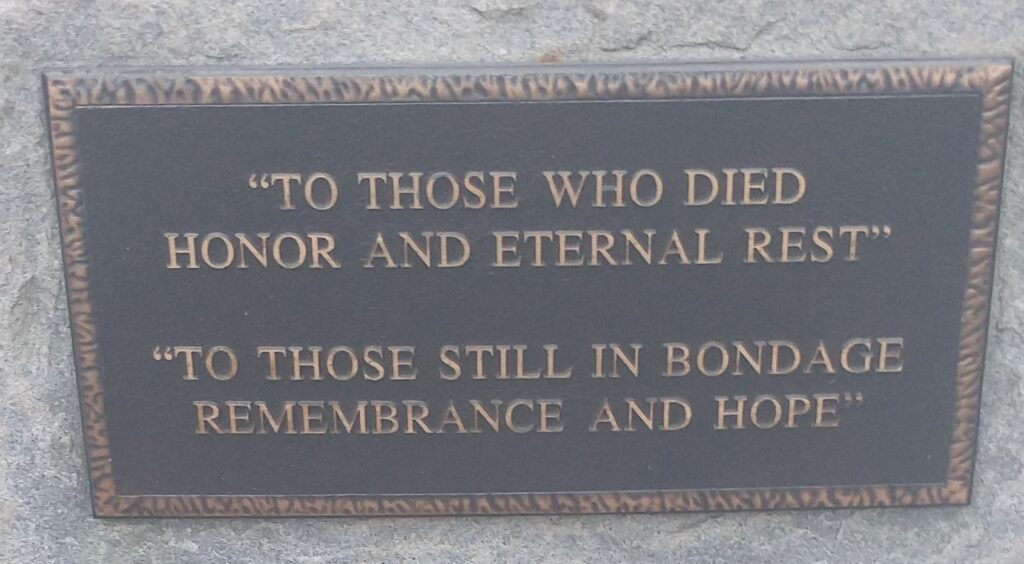 “TO THOSE WHO DIED
HONOR AND ETERNAL REST”
“TO THOSE STILL IN BONDAGE
REMEMBRANCE AND HOPE”